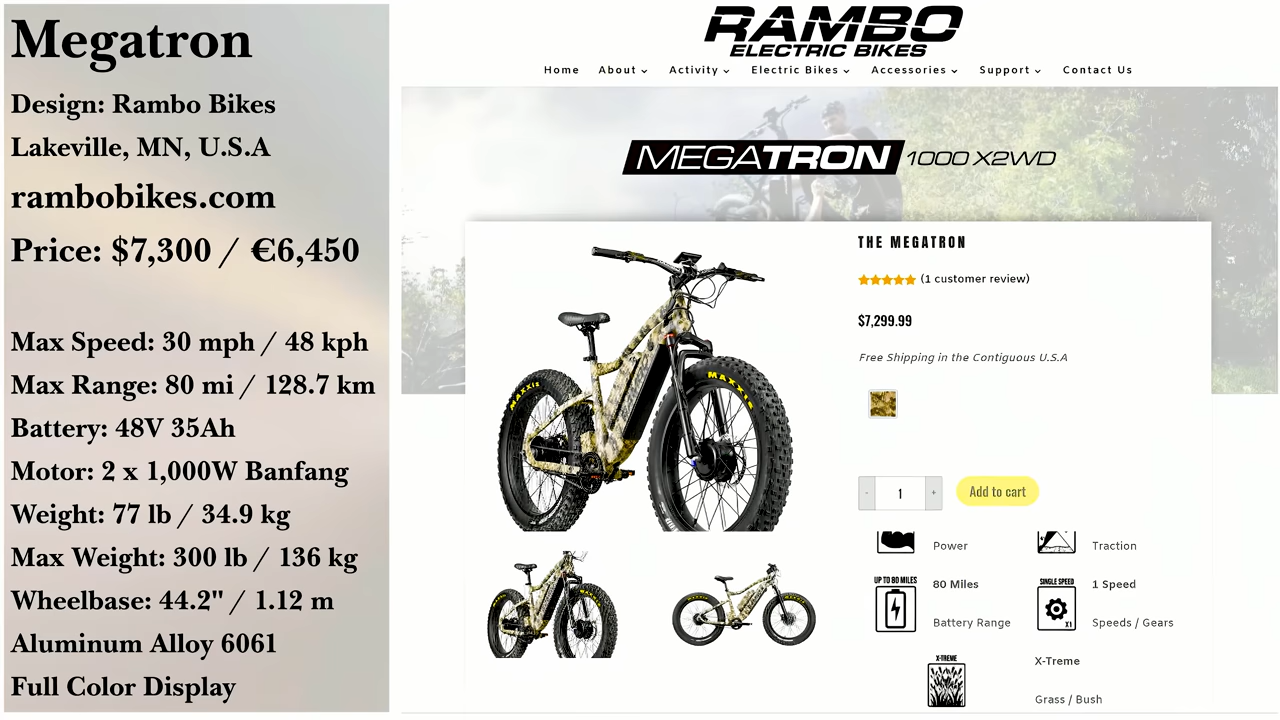 Megatron
Design: Rambo Bikes
Lakeville, MN, U.S.A
rambobikes.com
Price: $7,300 / €6,450
Max Speed: 30 mph / 48 kph
Max Range: 80 mi / 128.7 km
Battery: 48V 35Ah
Motor: 2 x 1,000W Banfang
Weight: 77 lb / 34.9 kg
Max Weight: 300 lb / 136 kg
Wheelbase: 44.2" / 1.12 m
Aluminum Alloy 6061
Full Color Display
RAMBO
ELECTRIC BIKES
Home About Activity Electric Bikes Accessories Support Contact Us
MEGATRON 1000 X2WD
THE MEGATRON
(1 customer review)
$7,299.99
Free Shipping in the Contiguous U.S.A
- 1 + Add to cart
MAXXIS
MAXXIS
Power
Traction
UP TO 80 MILES
80 Miles
Battery Range
SINGLE SPEED
X1
1 Speed
Speeds / Gears
X-TREME
X-Treme
Grass / Bush